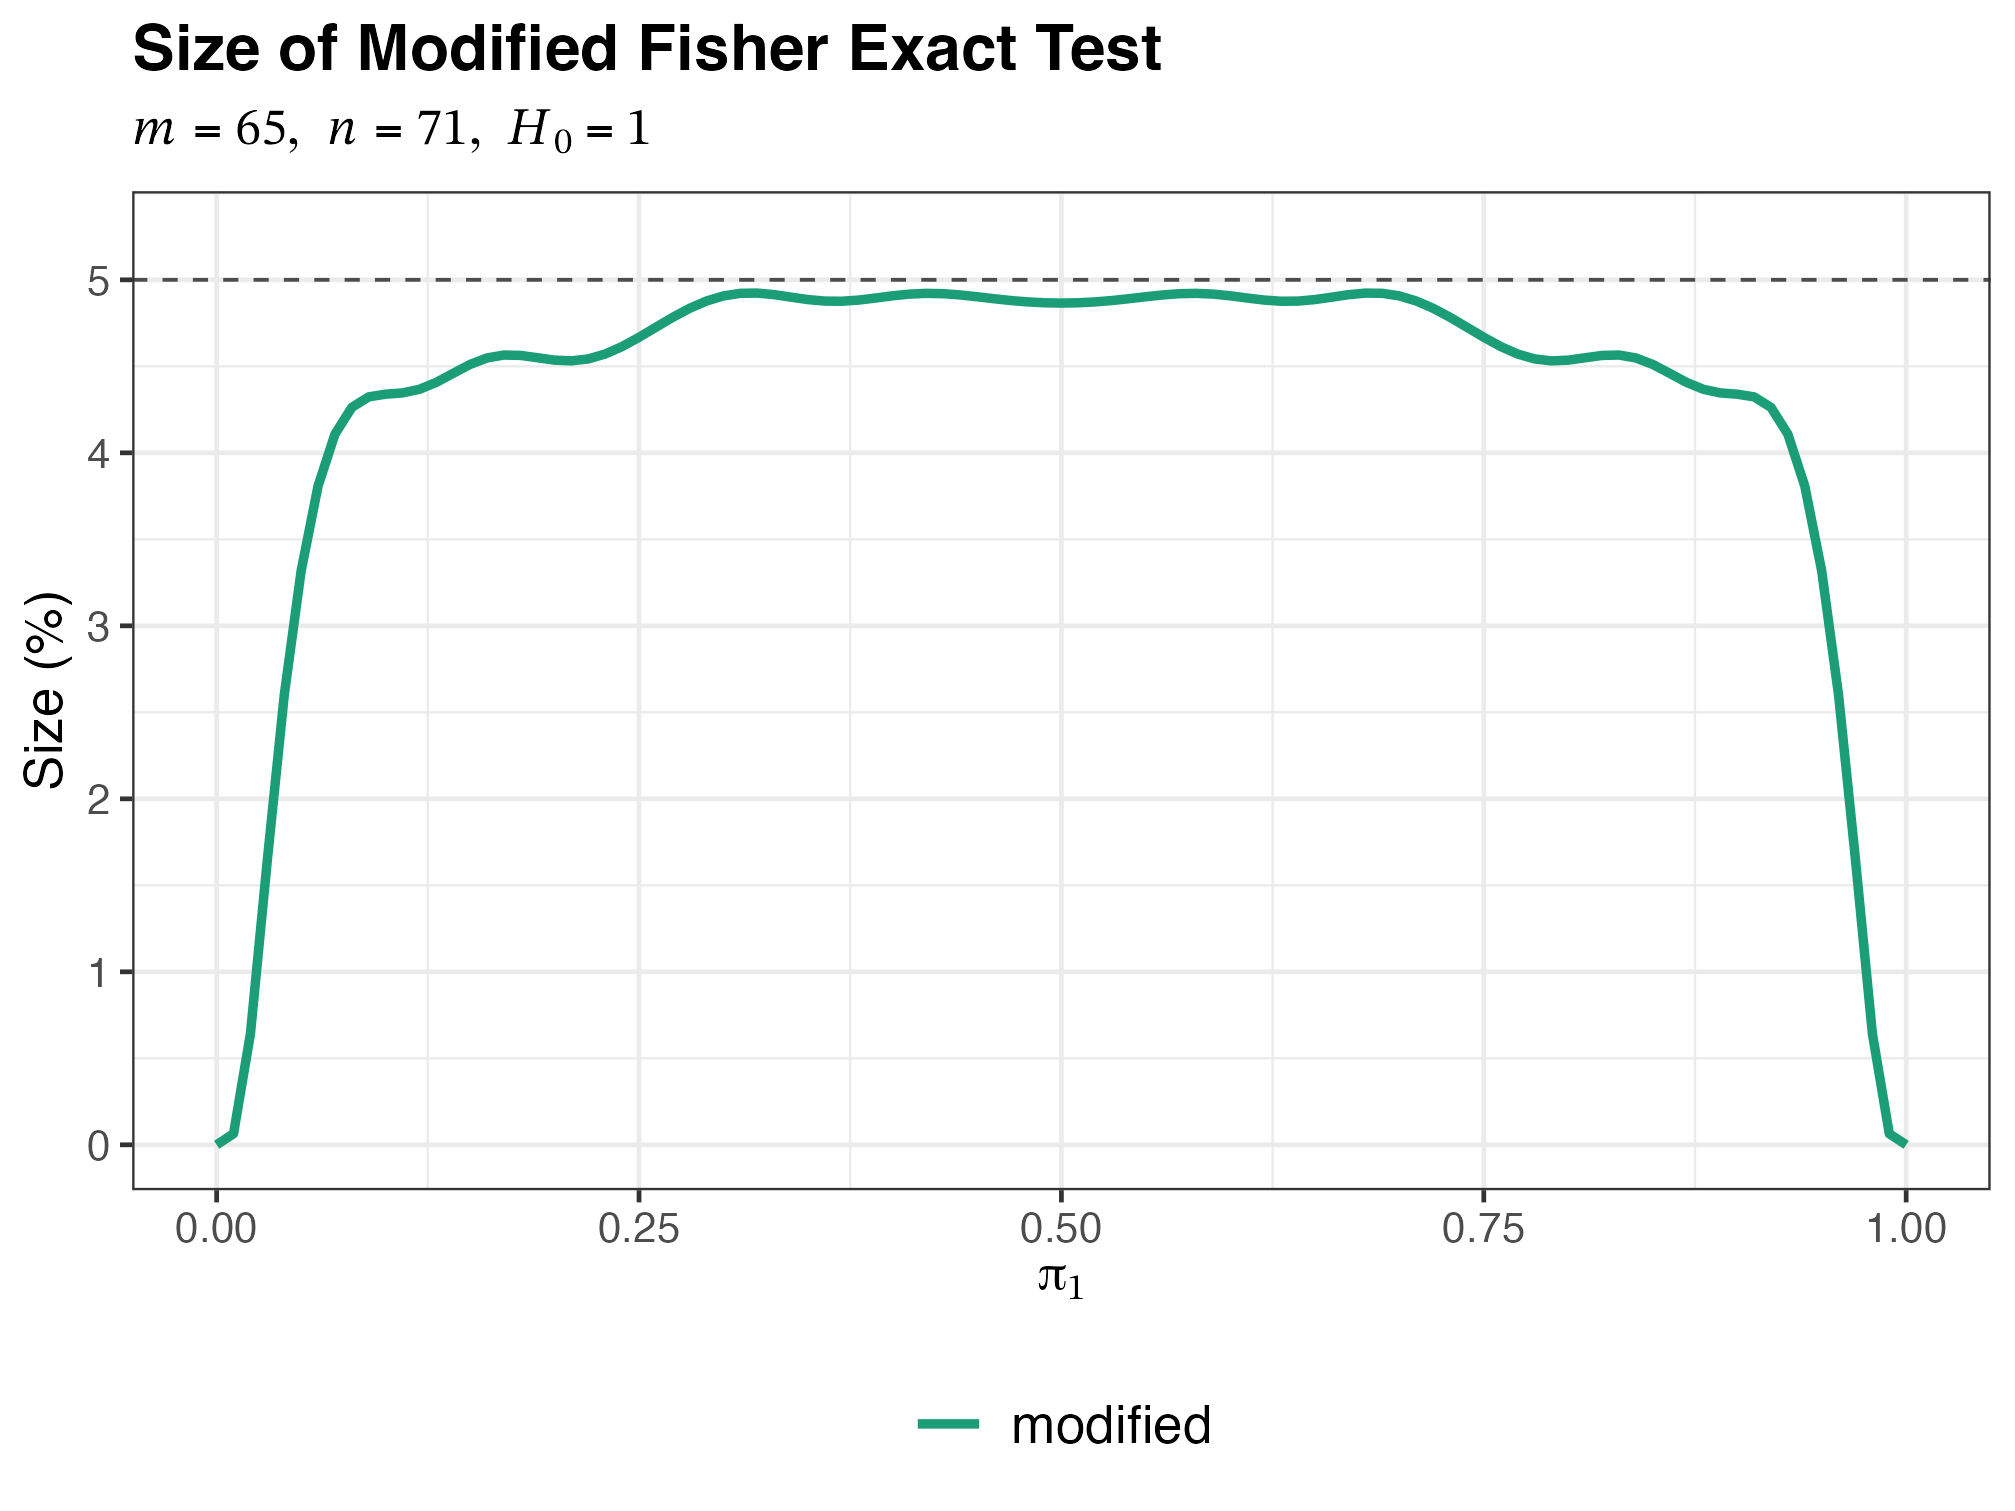 Size of Modified Fisher Exact Test
m = 65, n = 71, H₀ = 1
Size (%)
5
4
3
2
1
0
0.00 0.25 0.50 0.75 1.00
π₁
modified